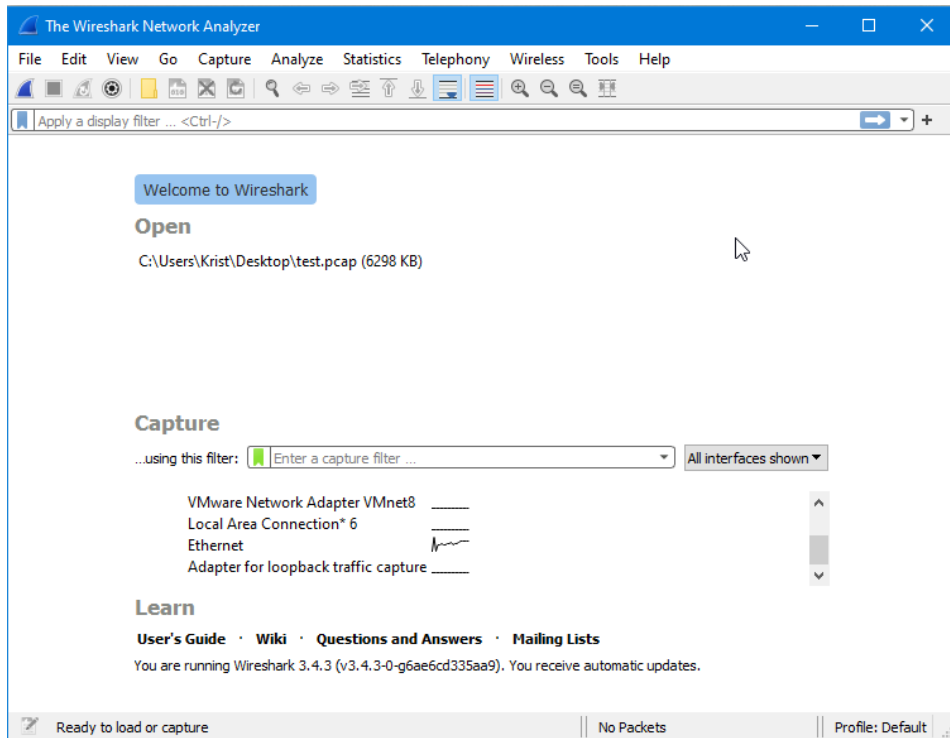 The Wireshark Network Analyzer
File Edit View Go Capture Analyze Statistics Telephony Wireless Tools Help
Apply a display filter ... <Ctrl-/>
Welcome to Wireshark
Open
C:\Users\Krist\Desktop\test.pcap (6298 KB)
Capture
...using this filter: Enter a capture filter ... All interfaces shown
VMware Network Adapter VMnet8
Local Area Connection* 6
Ethernet
Adapter for loopback traffic capture
Learn
User's Guide · Wiki · Questions and Answers · Mailing Lists
You are running Wireshark 3.4.3 (v3.4.3-0-g6ae6cd335aa9). You receive automatic updates.
Ready to load or capture No Packets Profile: Default